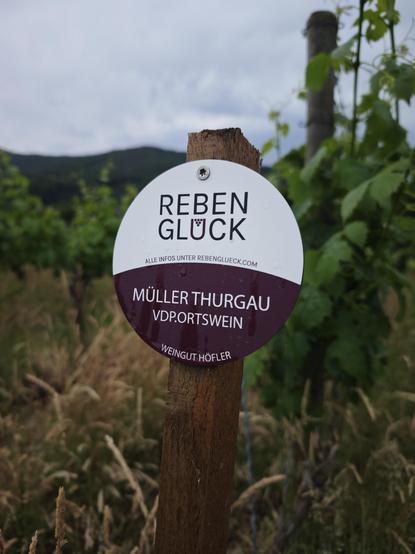 REBEN
GLÜCK
ALLE INFOS UNTER REBENGLUECK.COM
MÜLLER THURGAU
VDP.ORTSWEIN
WEINGUT HÖFLER